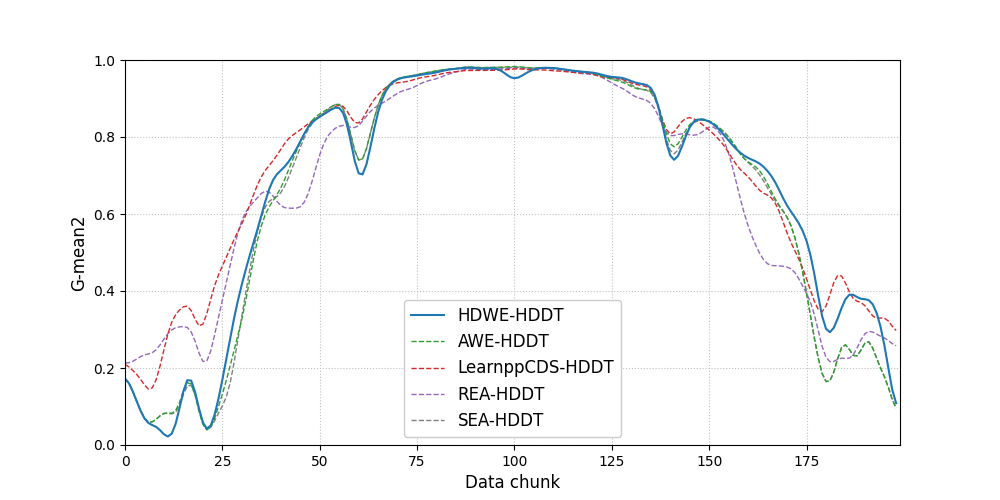 1.0
0.8
0.6
0.4
0.2
0.0
G-mean2
HDWE-HDDT
AWE-HDDT
LearnppCDS-HDDT
REA-HDDT
SEA-HDDT
0 25 50 75 100 125 150 175
Data chunk